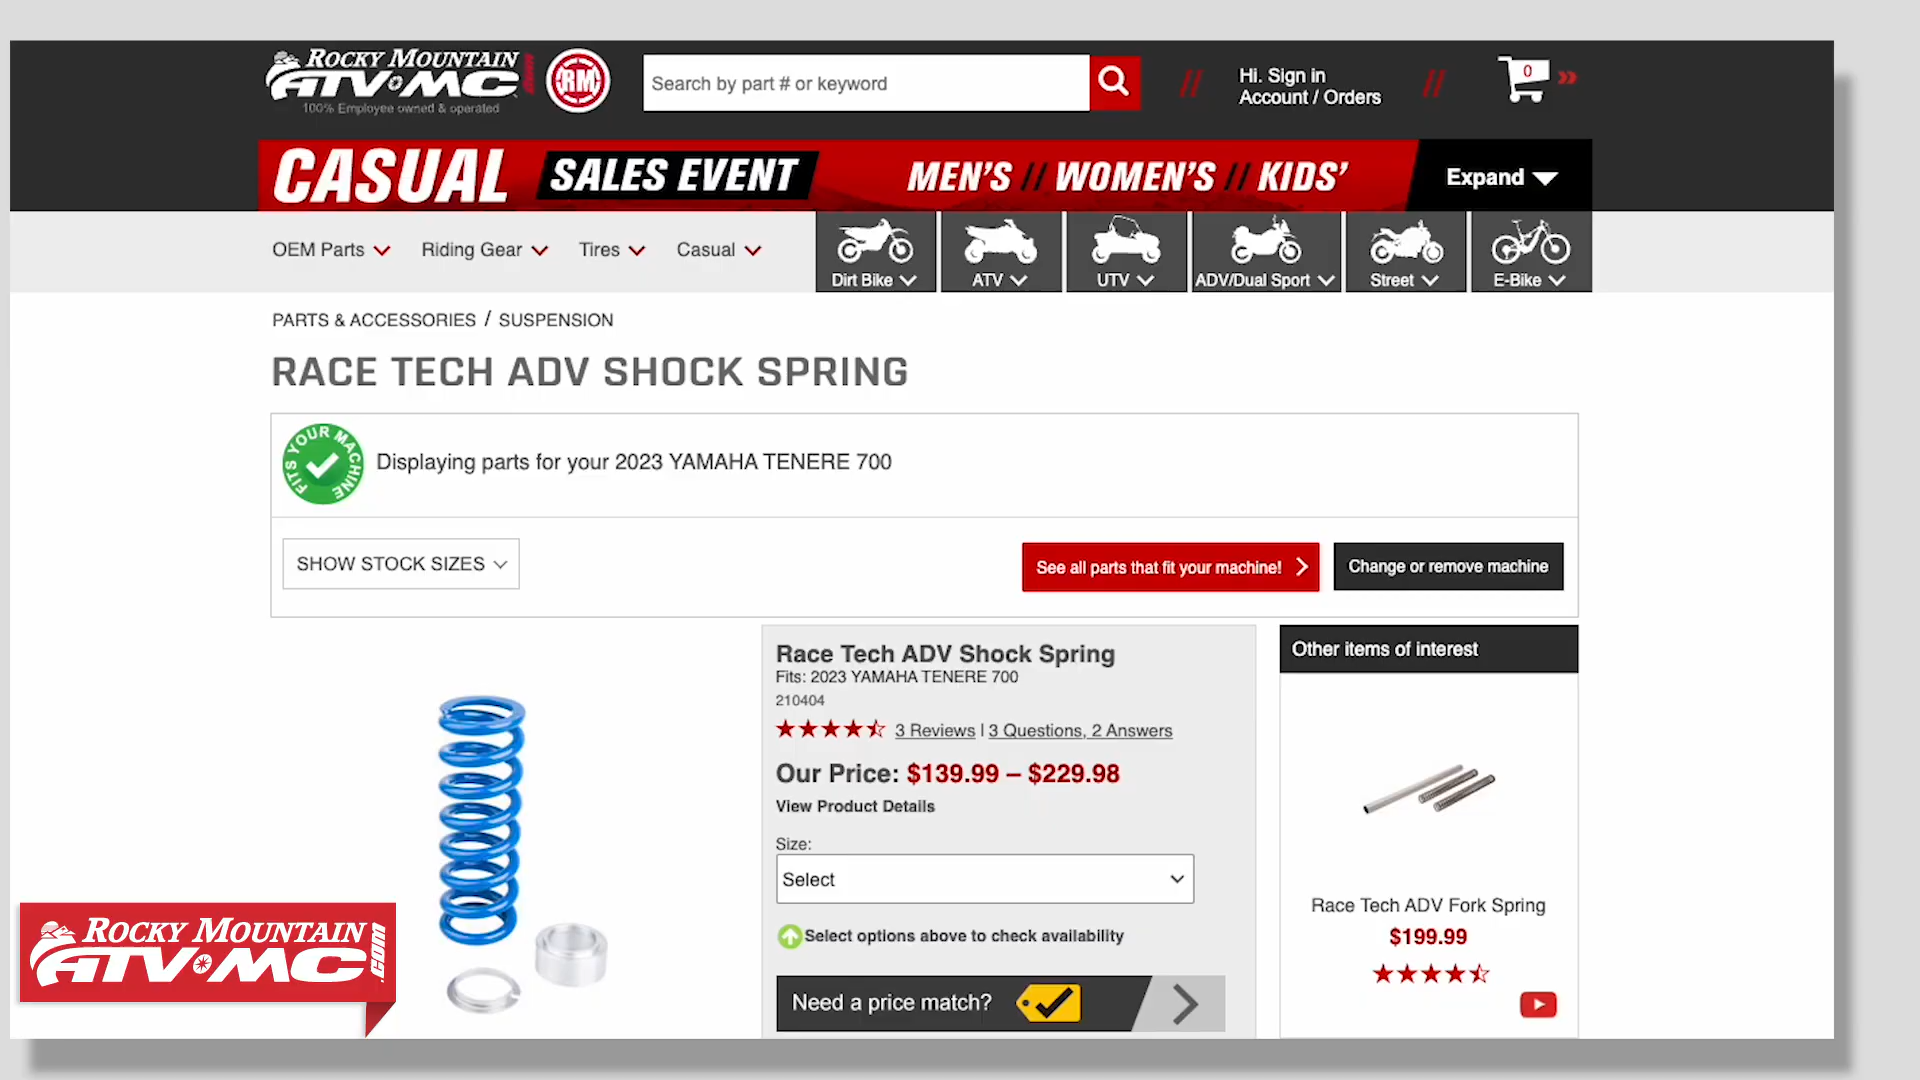 ROCKY MOUNTAIN
ATV MC .com
100% Employee owned & operated
RM
Search by part # or keyword
//
Hi. Sign in
Account / Orders
//
0
CASUAL SALES EVENT
MEN'S // WOMEN'S // KIDS'
Expand
OEM Parts
Riding Gear
Tires
Casual
Dirt Bike
ATV
UTV
ADV/Dual Sport
Street
E-Bike
PARTS & ACCESSORIES / SUSPENSION
RACE TECH ADV SHOCK SPRING
FITS YOUR MACHINE
Displaying parts for your 2023 YAMAHA TENERE 700
SHOW STOCK SIZES
See all parts that fit your machine!
Change or remove machine
Race Tech ADV Shock Spring
Fits: 2023 YAMAHA TENERE 700
210404
3 Reviews | 3 Questions, 2 Answers
Our Price: $139.99 – $229.98
View Product Details
Size:
Select
Select options above to check availability
Need a price match?
Other items of interest
Race Tech ADV Fork Spring
$199.99
ROCKY MOUNTAIN
ATV MC .com